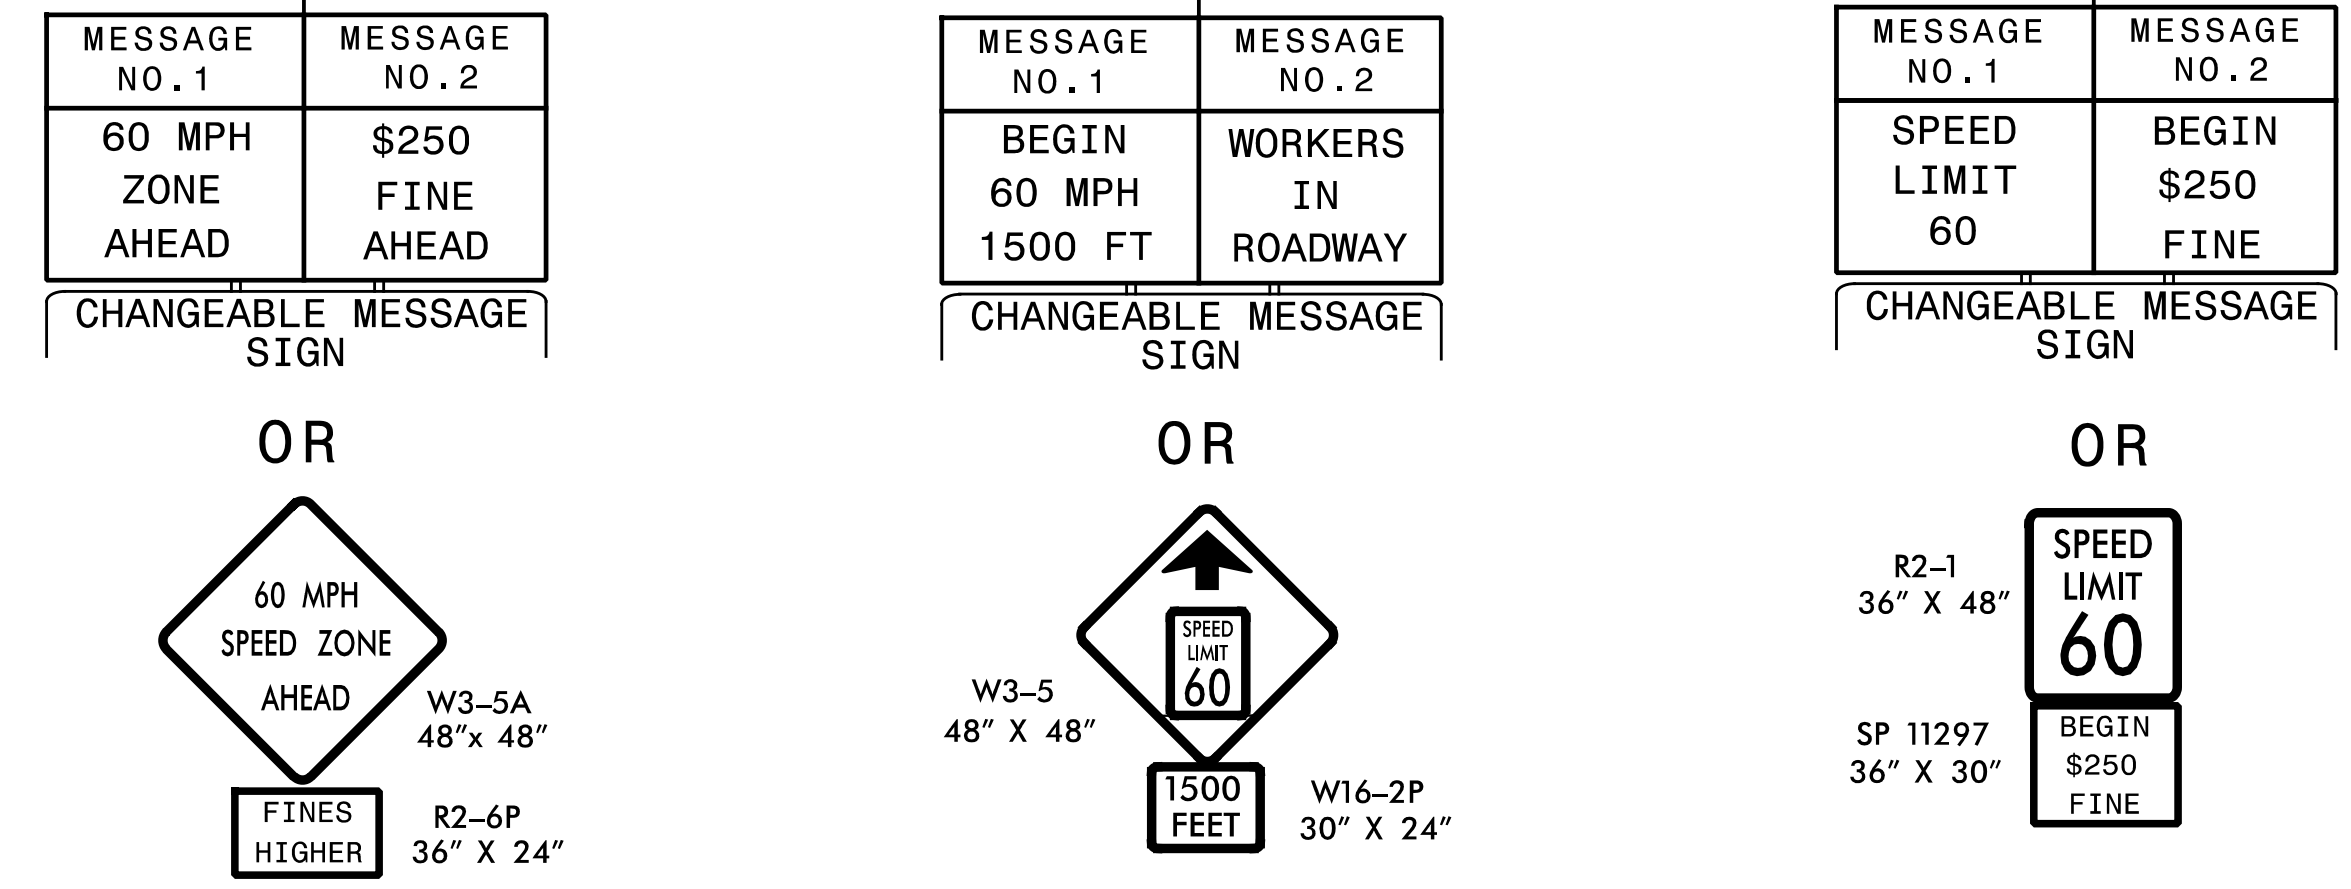 MESSAGE
NO.1
MESSAGE
NO.2
60 MPH
ZONE
AHEAD
$250
FINE
AHEAD
CHANGEABLE MESSAGE
SIGN
OR
60 MPH
SPEED ZONE
AHEAD
W3-5A
48"x 48"
FINES
HIGHER
R2-6P
36" X 24"
MESSAGE
NO.1
MESSAGE
NO.2
BEGIN
60 MPH
1500 FT
WORKERS
IN
ROADWAY
CHANGEABLE MESSAGE
SIGN
OR
SPEED
LIMIT
60
W3-5
48" X 48"
1500
FEET
W16-2P
30" X 24"
MESSAGE
NO.1
MESSAGE
NO.2
SPEED
LIMIT
60
BEGIN
$250
FINE
CHANGEABLE MESSAGE
SIGN
OR
R2-1
36" X 48"
SPEED
LIMIT
60
SP 11297
36" X 30"
BEGIN
$250
FINE